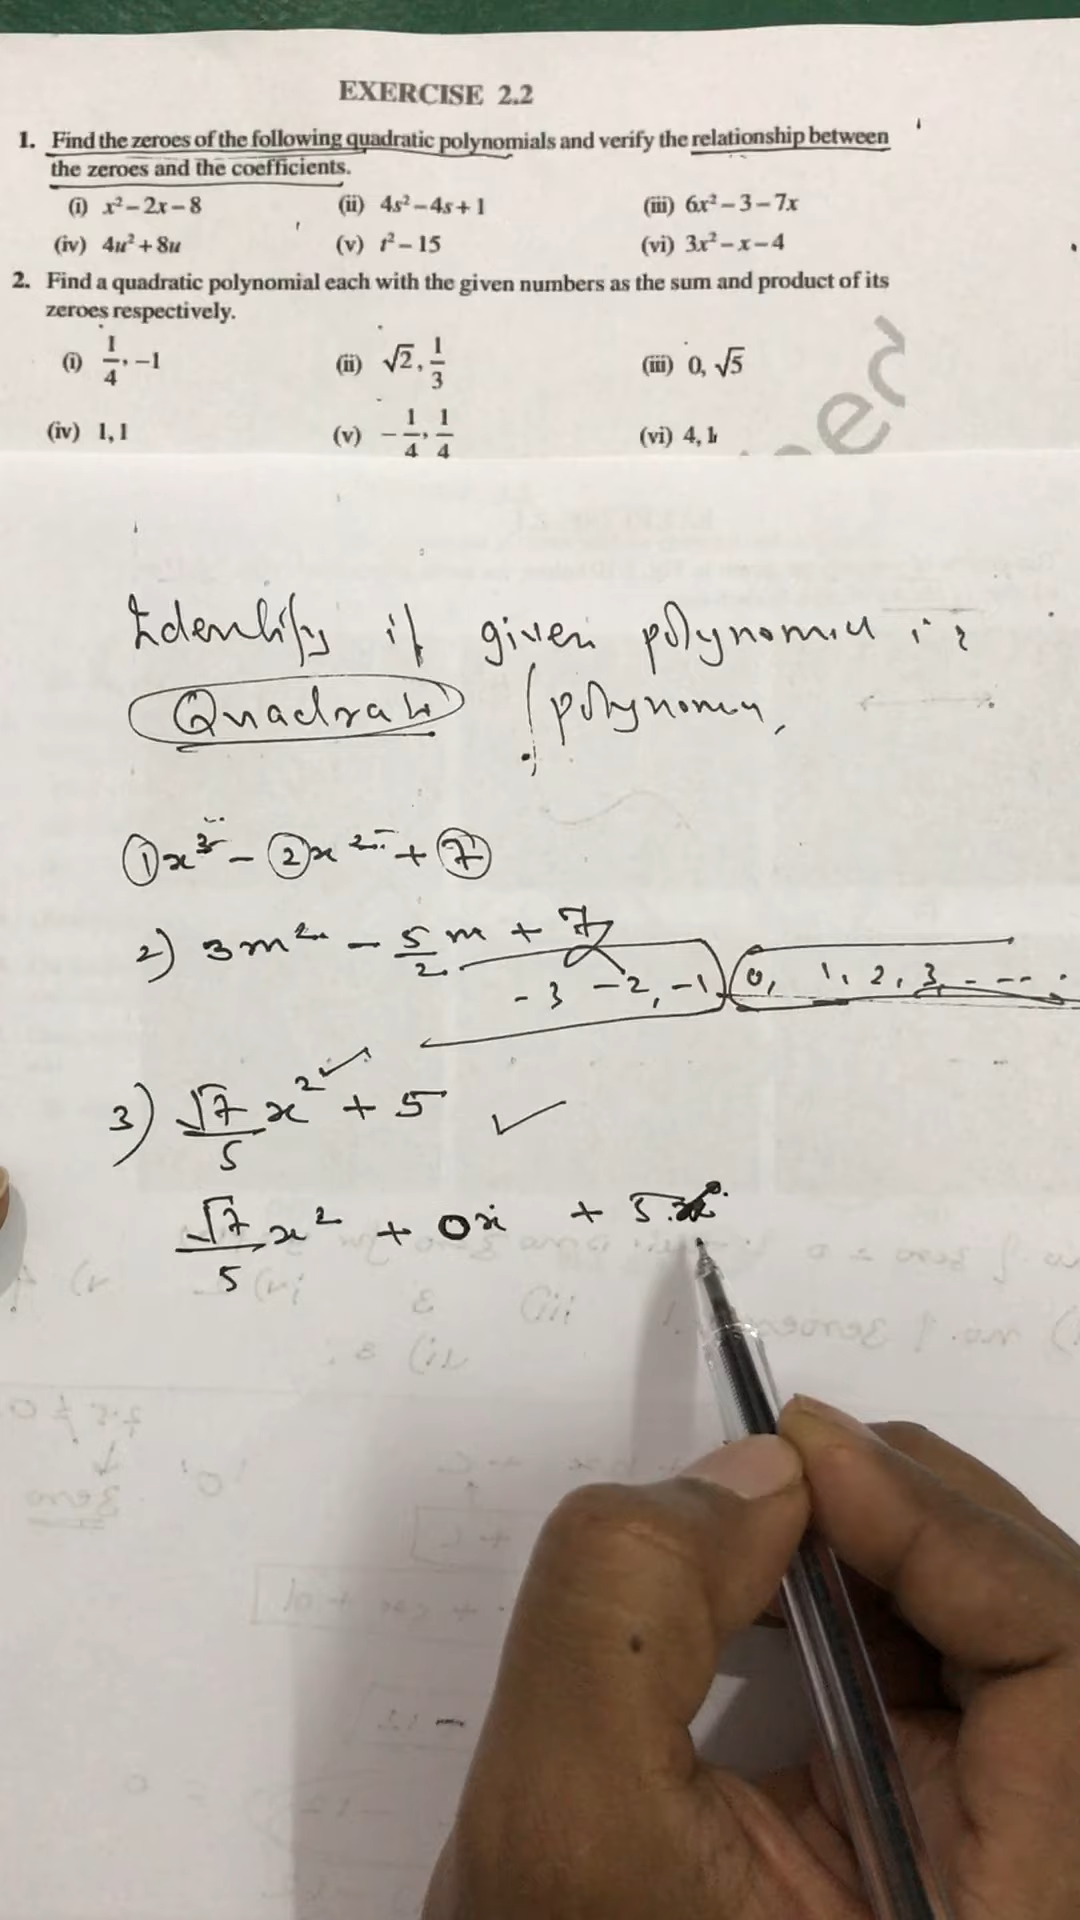 EXERCISE 2.2
1. Find the zeroes of the following quadratic polynomials and verify the relationship between
the zeroes and the coefficients.
(i) x² – 2x – 8 (ii) 4s² – 4s + 1 (iii) 6x² – 3 – 7x
(iv) 4u² + 8u (v) t² – 15 (vi) 3x² – x – 4
2. Find a quadratic polynomial each with the given numbers as the sum and product of its
zeroes respectively.
(i) 1/4, –1 (ii) √2, 1/3 (iii) 0, √5
(iv) 1, 1 (v) –1/4, 1/4 (vi) 4, 1
Identify if given
Quadrati
1x³ – 2x² + 7
2) 3m² – 5/2 m + 7
-3 -2, -1 0, 1, 2, 3, - - - .
3) √7/5 x² + 5
√7/5 x² + 0x + 5x⁰